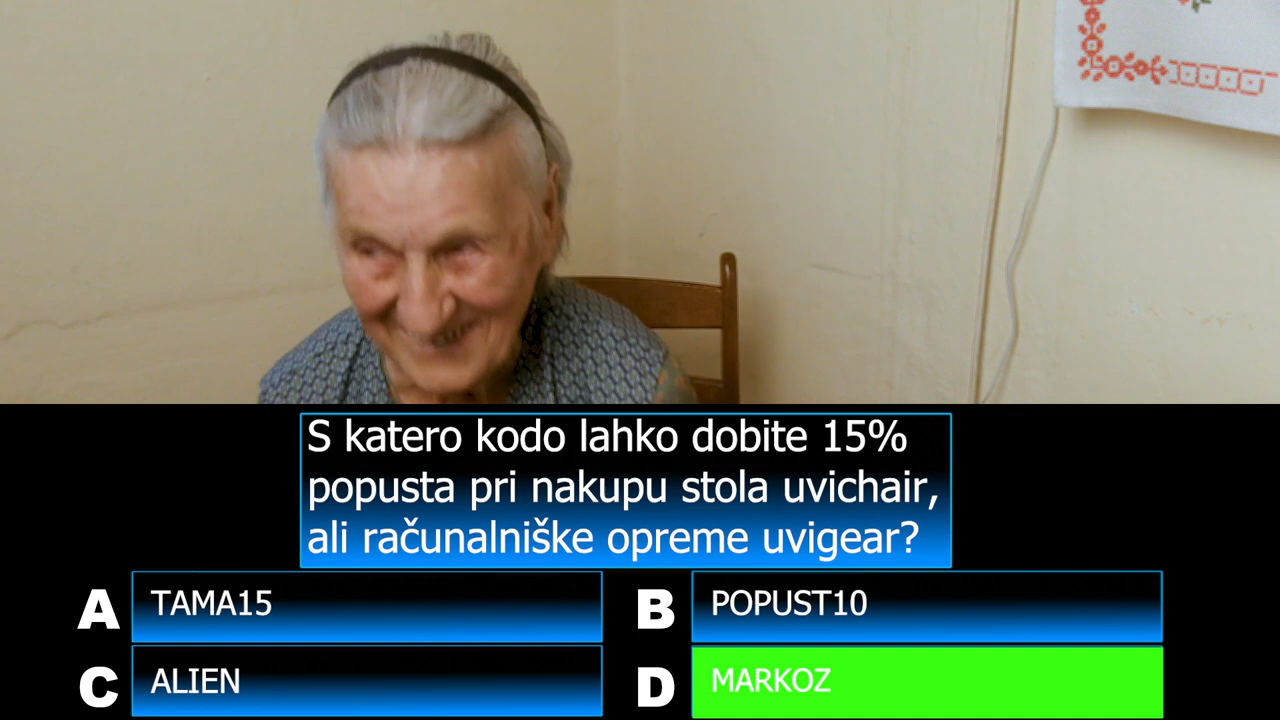 S katero kodo lahko dobite 15%
popusta pri nakupu stola uvichair,
ali računalniške opreme uvigear?
A TAMA15
B POPUST10
C ALIEN
D MARKOZ